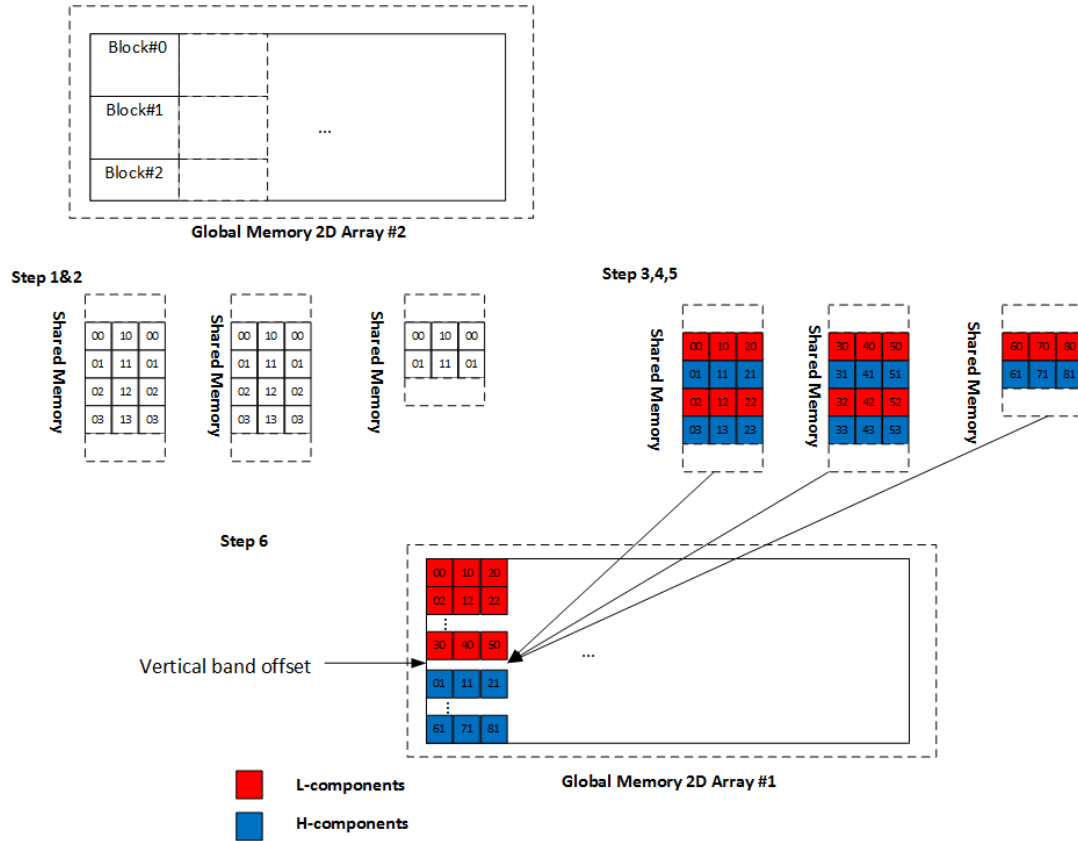 Block#0
Block#1
...
Block#2
Global Memory 2D Array #2
Step 1&2
Step 3,4,5
Shared Memory
00 10 00
01 11 01
02 12 02
03 13 03
Shared Memory
00 10 00
01 11 01
02 12 02
03 13 03
Shared Memory
00 10 00
01 11 01
Shared Memory
00 10 20
01 11 21
02 12 22
03 13 23
Shared Memory
30 40 50
31 41 51
32 42 52
33 43 53
Shared Memory
60 70 80
61 71 81
Step 6
00 10 20
02 12 22
...
30 40 50
...
Vertical band offset
01 11 21
...
61 71 81
Global Memory 2D Array #1
L-components
H-components